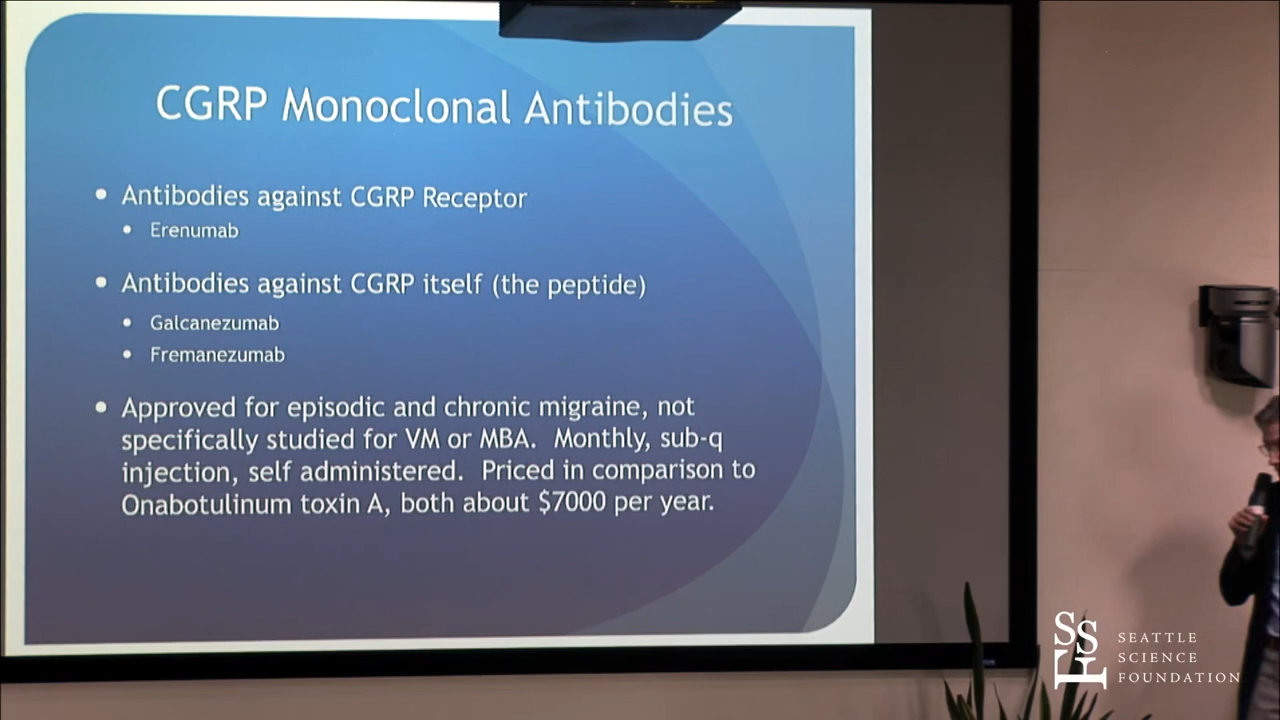 CGRP Monoclonal Antibodies
• Antibodies against CGRP Receptor
• Erenumab
• Antibodies against CGRP itself (the peptide)
• Galcanezumab
• Fremanezumab
• Approved for episodic and chronic migraine, not
specifically studied for VM or MBA.  Monthly, sub-q
injection, self administered.  Priced in comparison to
Onabotulinum toxin A, both about $7000 per year.
SSF
SEATTLE
SCIENCE
FOUNDATION